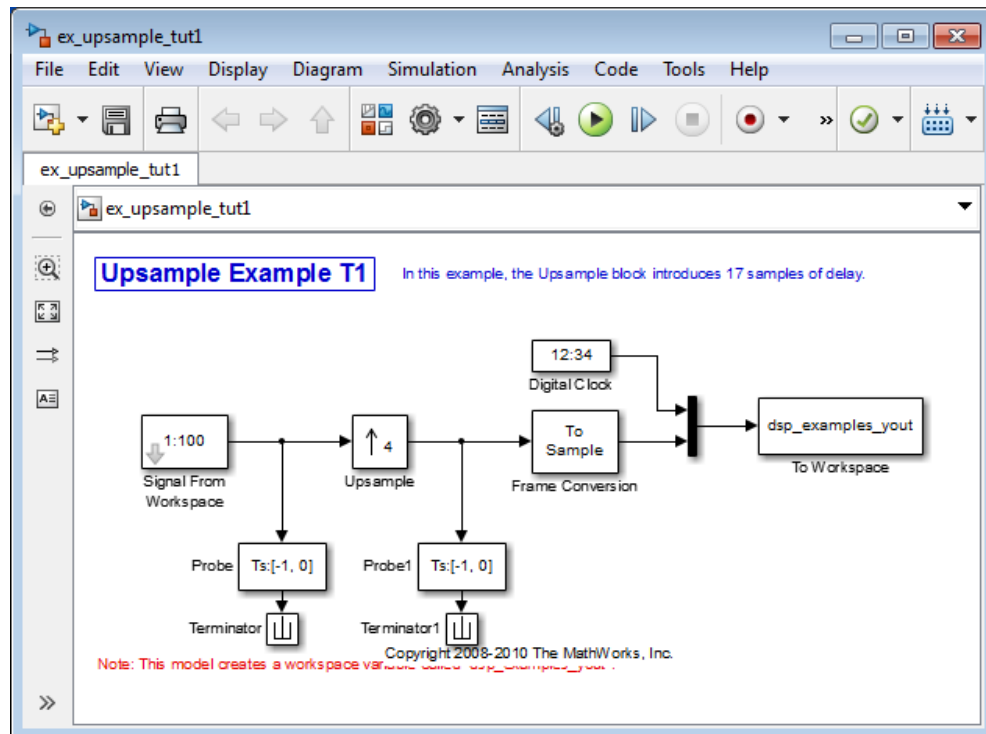 ex_upsample_tut1
File Edit View Display Diagram Simulation Analysis Code Tools Help
ex_upsample_tut1
ex_upsample_tut1
Upsample Example T1
In this example, the Upsample block introduces 17 samples of delay.
12:34
Digital Clock
1:100
Signal From
Workspace
4
Upsample
To
Sample
Frame Conversion
dsp_examples_yout
To Workspace
Probe
Ts:[-1, 0]
Probe1
Ts:[-1, 0]
Terminator
Terminator1
Copyright 2008-2010 The MathWorks, Inc.
Note: This model creates a workspace variable called "dsp_examples_yout".